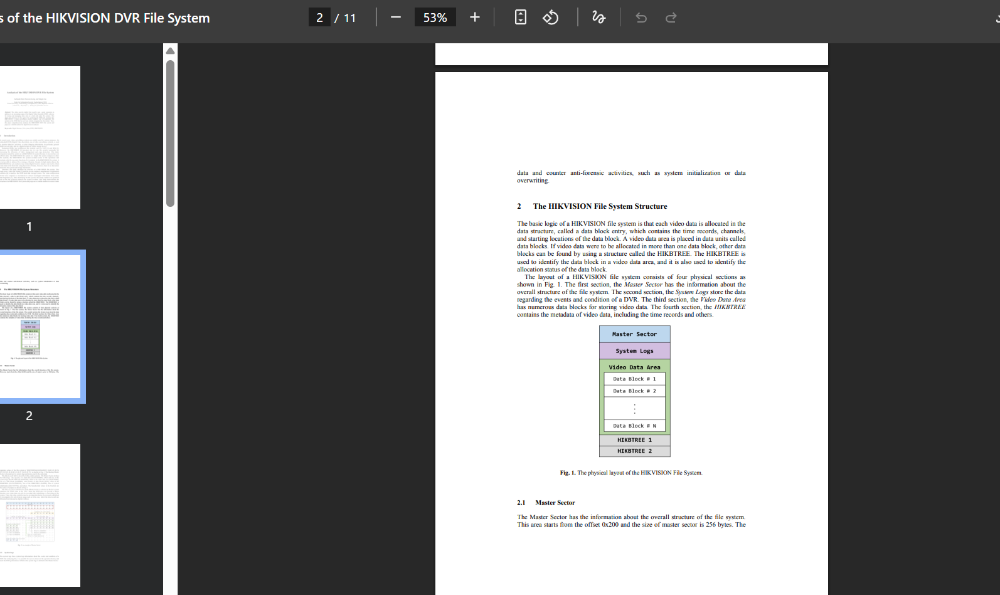 s of the HIKVISION DVR File System
2 / 11
53%
Analysis of the HIKVISION DVR File System
1
2
data and counter anti-forensic activities, such as system initialization or data
overwriting.
2 The HIKVISION File System Structure
The basic logic of a HIKVISION file system is that each video data is allocated in the
data structure, called a data block entry, which contains the time records, channels,
and starting locations of the data block. A video data area is placed in data units called
data blocks. If video data were to be allocated in more than one data block, other data
blocks can be found by using a structure called the HIKBTREE. The HIKBTREE is
used to identify the data block in a video data area, and it is also used to identify the
allocation status of the data block.
The layout of a HIKVISION file system consists of four physical sections as
shown in Fig. 1. The first section, the Master Sector has the information about the
overall structure of the file system. The second section, the System Logs store the data
regarding the events and condition of a DVR. The third section, the Video Data Area
has numerous data blocks for storing video data. The fourth section, the HIKBTREE
contains the metadata of video data, including the time records and others.
Master Sector
System Logs
Video Data Area
Data Block # 1
Data Block # 2
Data Block # N
HIKBTREE 1
HIKBTREE 2
Fig. 1. The physical layout of the HIKVISION File System.
2.1 Master Sector
The Master Sector has the information about the overall structure of the file system.
This area starts from the offset 0x200 and the size of master sector is 256 bytes. The